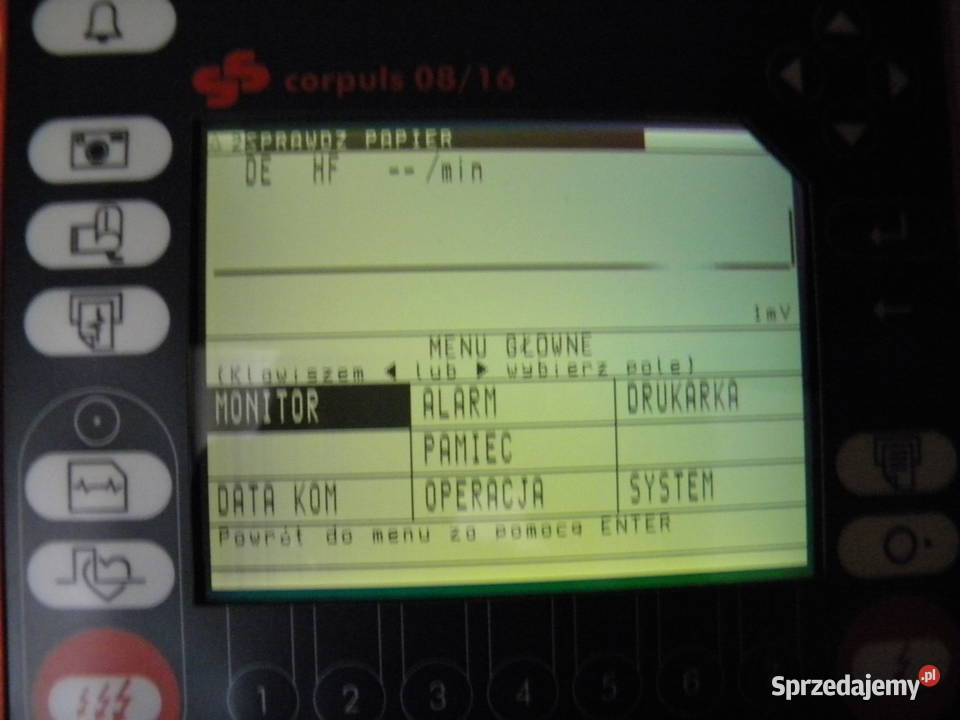 corpuls 08/16
SPRAWDZ PAPIER
DE HF --/min
1mV
MENU GŁOWNE
(Klawiszem ◀ lub ▶ wybierz pole)
MONITOR ALARM DRUKARKA
PAMIEC
DATA KOM OPERACJA SYSTEM
Powrót do menu za pomocą ENTER
1 2 3 4 5 6
Sprzedajemy.pl